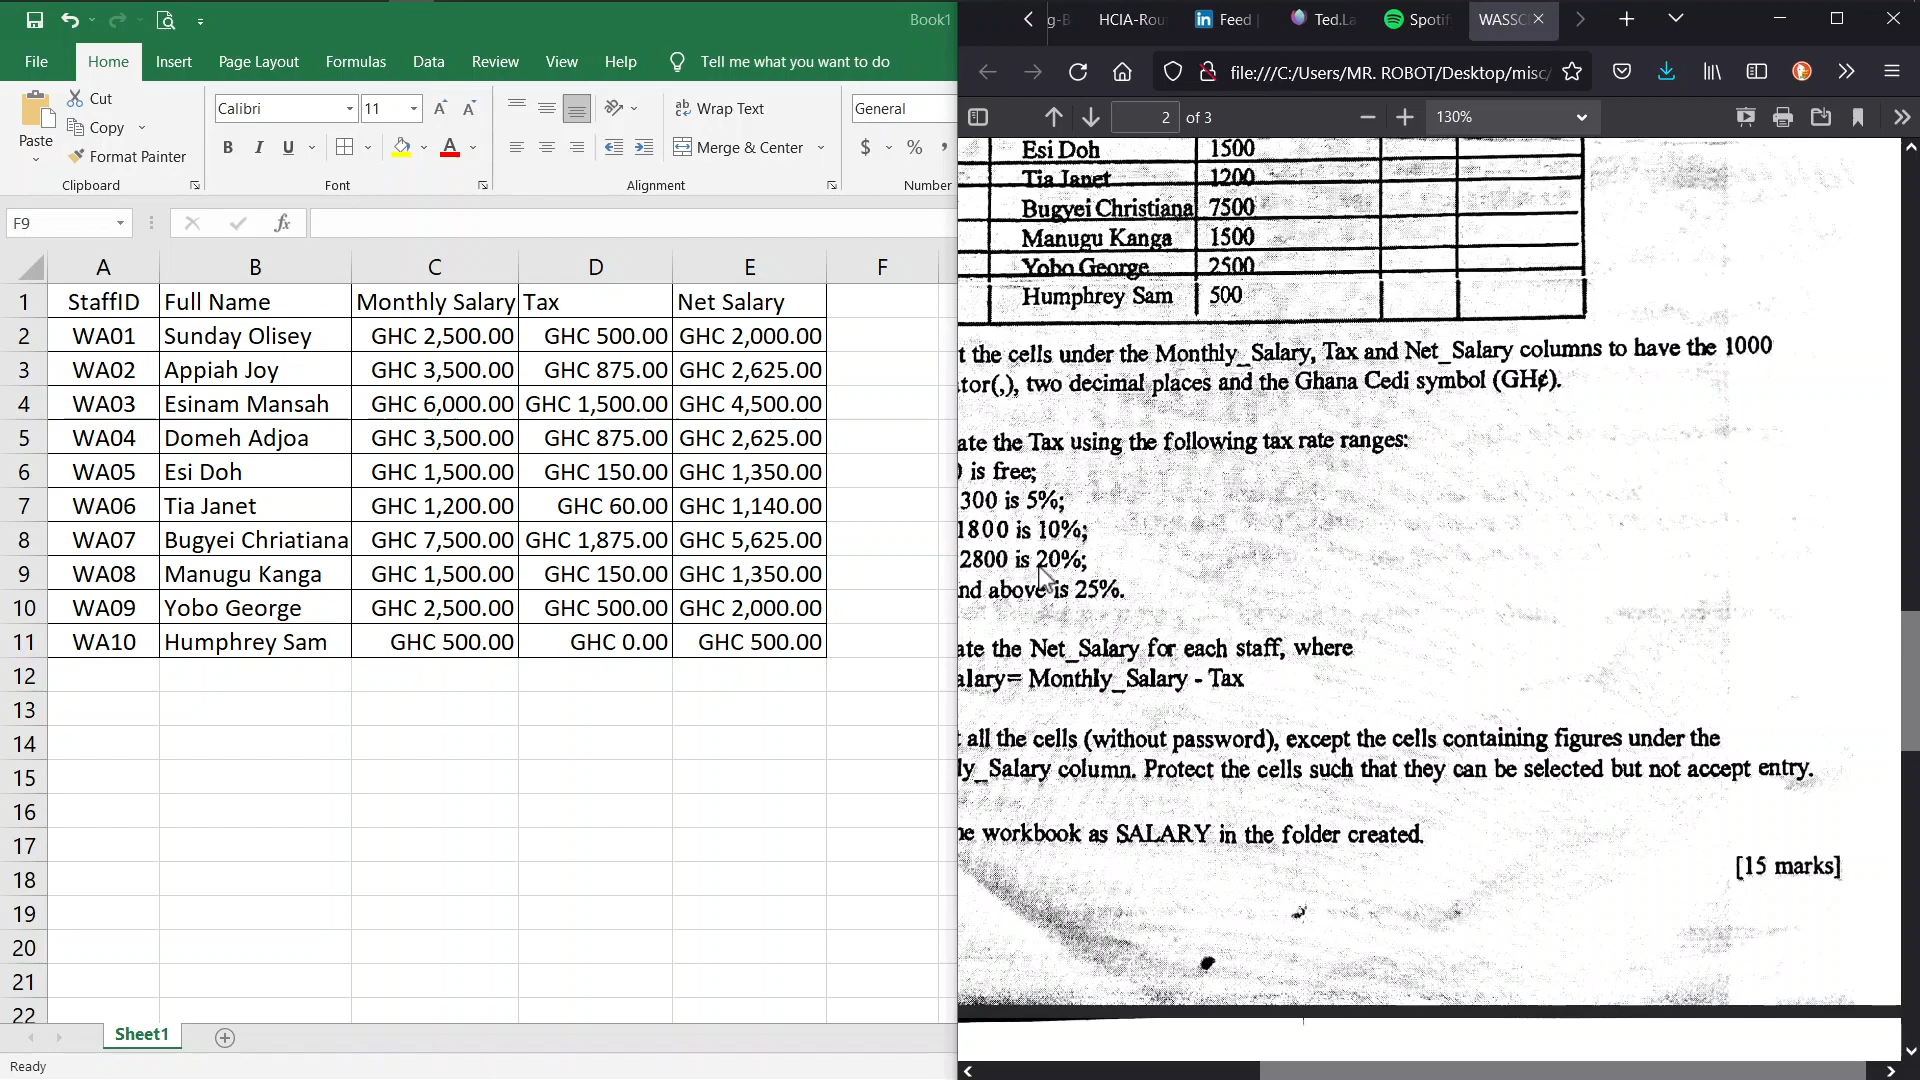 Book1
File Home Insert Page Layout Formulas Data Review View Help Tell me what you want to do
Cut
Copy
Format Painter
Paste
Clipboard
Calibri 11
B I U
Font
Wrap Text
Merge & Center
Alignment
General
$ % ,
Number
F9
fx
A B C D E F
1 StaffID Full Name Monthly Salary Tax Net Salary
2 WA01 Sunday Olisey GHC 2,500.00 GHC 500.00 GHC 2,000.00
3 WA02 Appiah Joy GHC 3,500.00 GHC 875.00 GHC 2,625.00
4 WA03 Esinam Mansah GHC 6,000.00 GHC 1,500.00 GHC 4,500.00
5 WA04 Domeh Adjoa GHC 3,500.00 GHC 875.00 GHC 2,625.00
6 WA05 Esi Doh GHC 1,500.00 GHC 150.00 GHC 1,350.00
7 WA06 Tia Janet GHC 1,200.00 GHC 60.00 GHC 1,140.00
8 WA07 Bugyei Chriatiana GHC 7,500.00 GHC 1,875.00 GHC 5,625.00
9 WA08 Manugu Kanga GHC 1,500.00 GHC 150.00 GHC 1,350.00
10 WA09 Yobo George GHC 2,500.00 GHC 500.00 GHC 2,000.00
11 WA10 Humphrey Sam GHC 500.00 GHC 0.00 GHC 500.00
12
13
14
15
16
17
18
19
20
21
22
Sheet1
Ready
g-B HCIA-Rou Feed Ted.La Spotif WASSC
file:///C:/Users/MR. ROBOT/Desktop/misc/
2 of 3
130%
Esi Doh 1500
Tia Janet 1200
Bugyei Christiana 7500
Manugu Kanga 1500
Yobo George 2500
Humphrey Sam 500
t the cells under the Monthly_Salary, Tax and Net_Salary columns to have the 1000
tor(,), two decimal places and the Ghana Cedi symbol (GH¢).
ate the Tax using the following tax rate ranges:
is free;
300 is 5%;
1800 is 10%;
2800 is 20%;
nd above is 25%.
ate the Net_Salary for each staff, where
alary= Monthly_Salary - Tax
all the cells (without password), except the cells containing figures under the
ly_Salary column. Protect the cells such that they can be selected but not accept entry.
he workbook as SALARY in the folder created.
[15 marks]